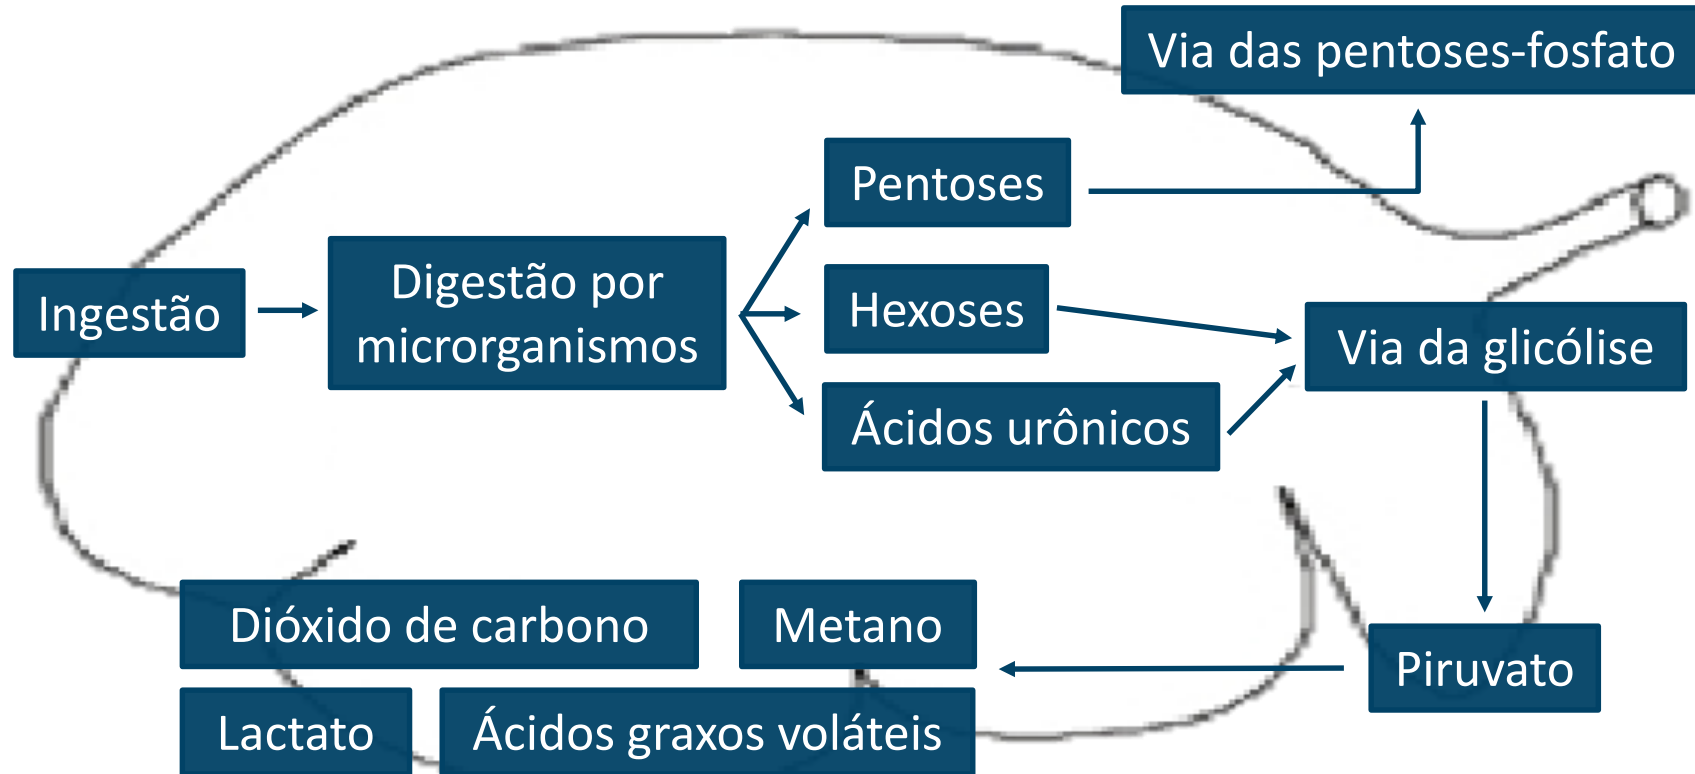 Via das pentoses-fosfato
Pentoses
Ingestão
Digestão por
microrganismos
Hexoses
Via da glicólise
Ácidos urônicos
Dióxido de carbono
Metano
Piruvato
Lactato
Ácidos graxos voláteis